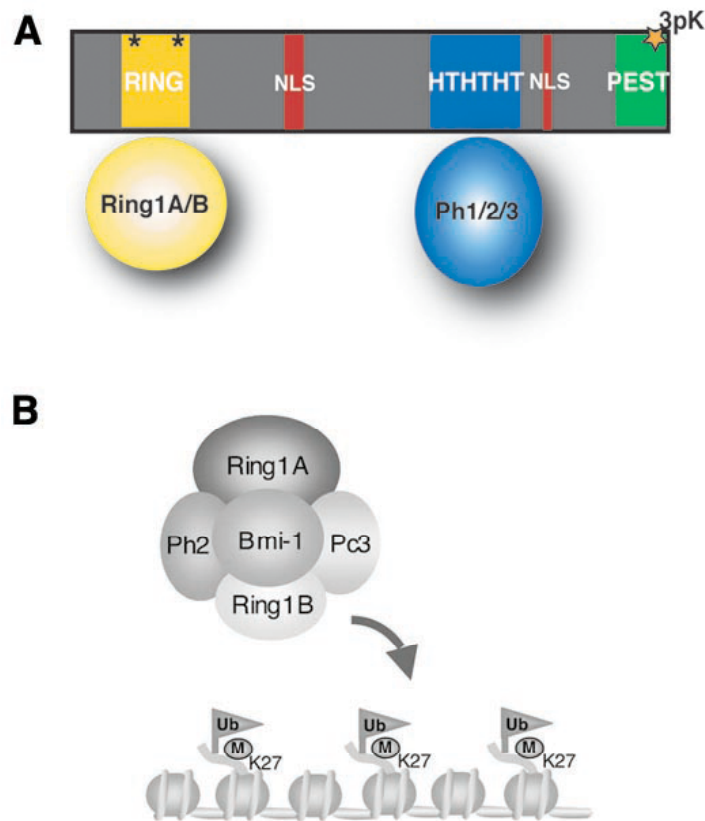 A
3pK
* *
RING NLS HTHTHT NLS PEST
Ring1A/B Ph1/2/3
B
Ring1A
Ph2 Bmi-1 Pc3
Ring1B
Ub Ub Ub
M M M
K27 K27 K27